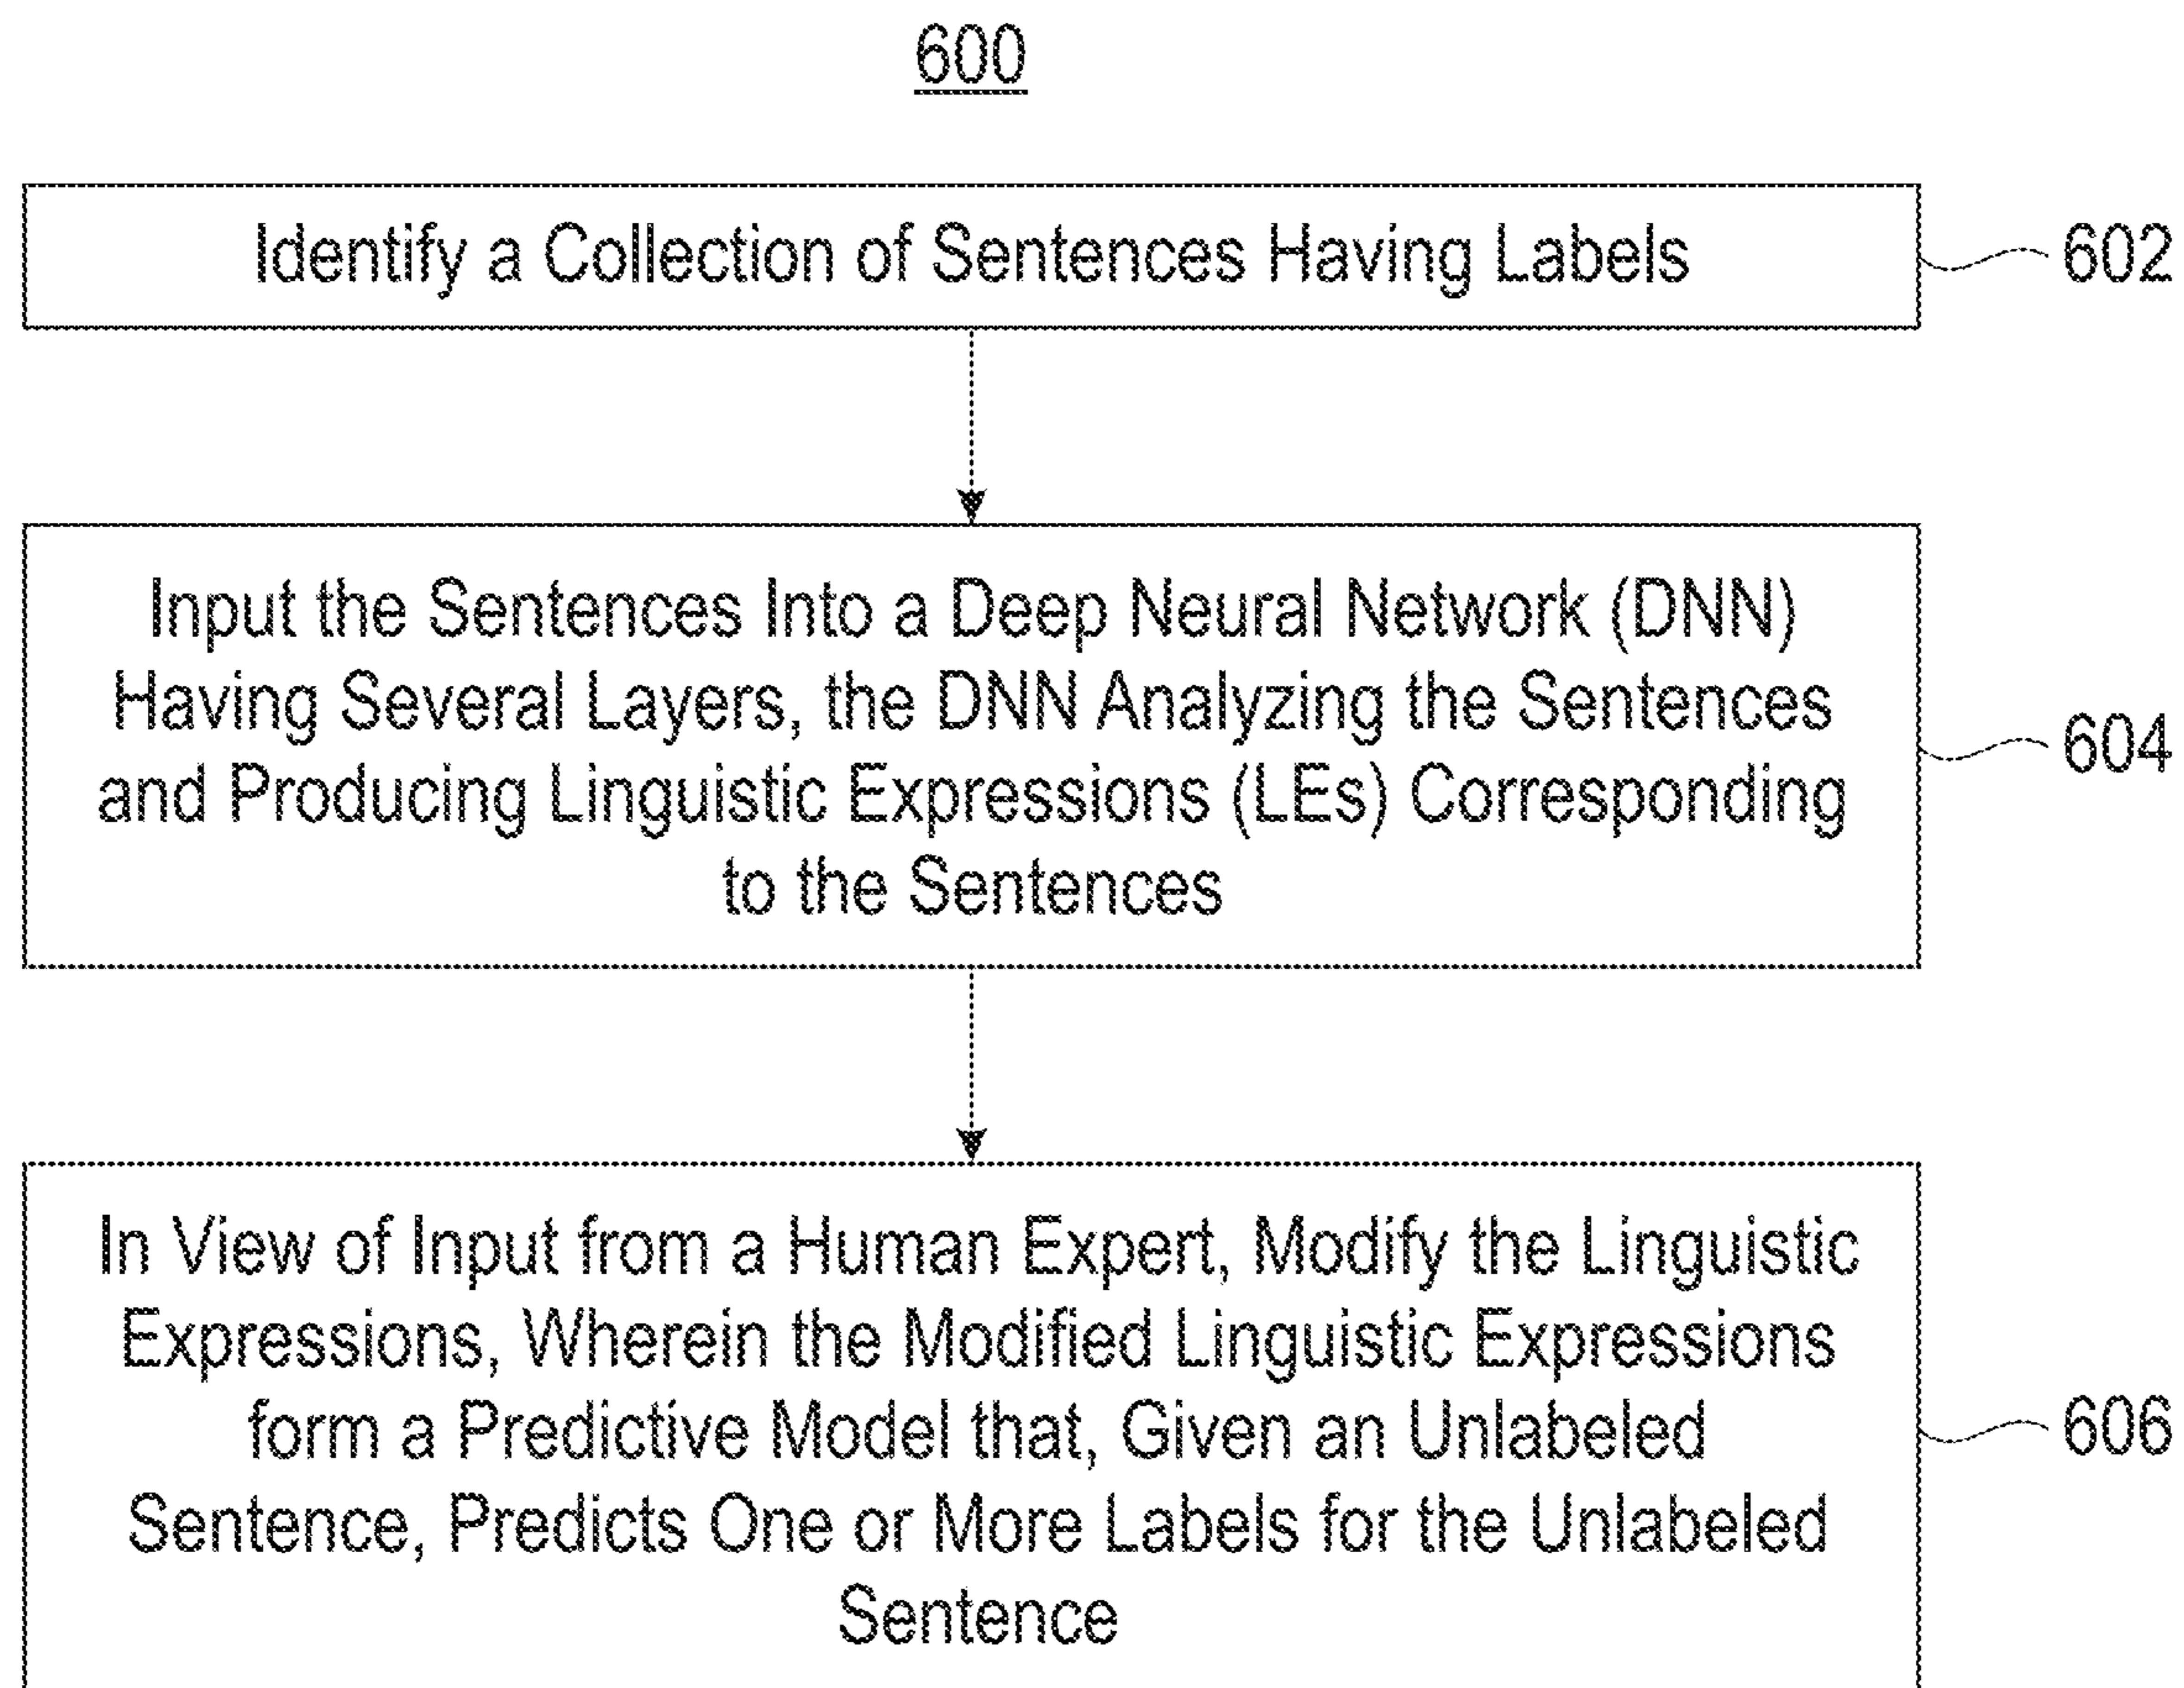 600
Identify a Collection of Sentences Having Labels
602
Input the Sentences Into a Deep Neural Network (DNN)
Having Several Layers, the DNN Analyzing the Sentences
and Producing Linguistic Expressions (LEs) Corresponding
to the Sentences
604
In View of Input from a Human Expert, Modify the Linguistic
Expressions, Wherein the Modified Linguistic Expressions
form a Predictive Model that, Given an Unlabeled
Sentence, Predicts One or More Labels for the Unlabeled
Sentence
606